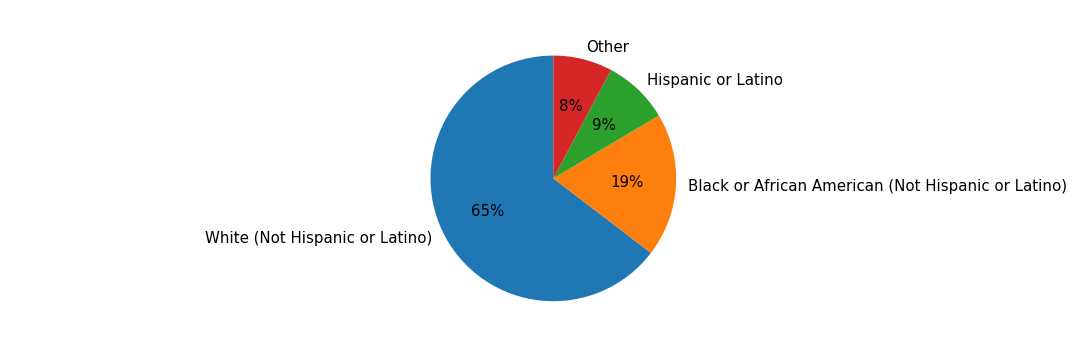 Other
Hispanic or Latino
8%
9%
19%
Black or African American (Not Hispanic or Latino)
65%
White (Not Hispanic or Latino)